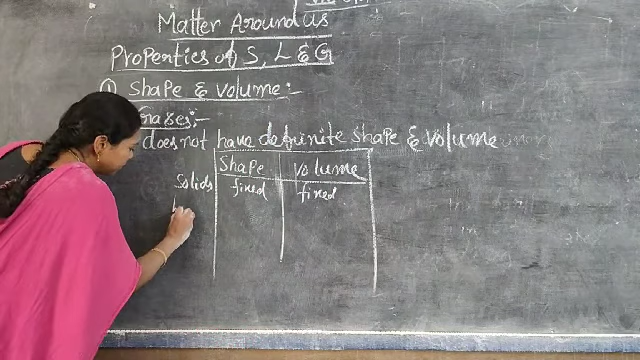 Matter Around us
Properties of S, L & G
① Shape & volume:-
Gases:-
does not have definite shape & volume
Shape volume
Solids fixed fixed